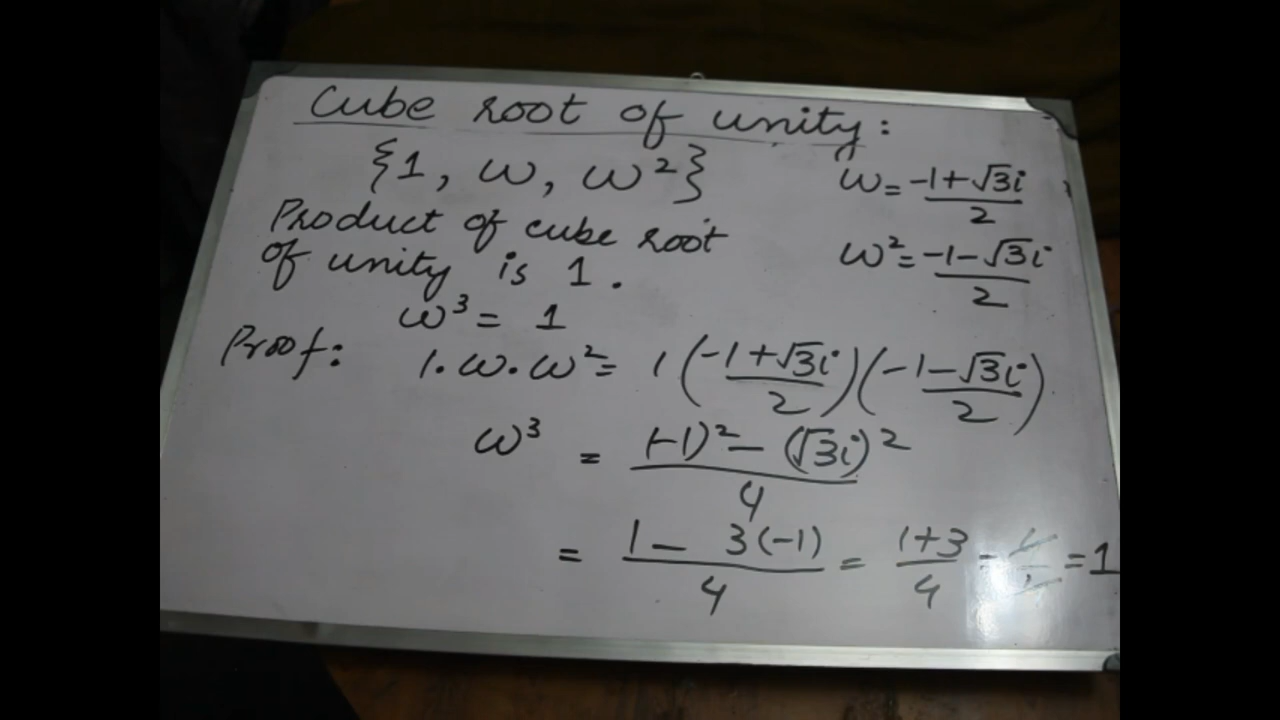 Cube root of unity:
{1, ω, ω²}
ω = (-1+√3i)/2
Product of cube root
of unity is 1.
ω² = (-1-√3i)/2
ω³ = 1
Proof: 1.ω.ω² = 1((-1+√3i)/2)((-1-√3i)/2)
ω³ = ((-1)² - (√3i)²)/4
= (1 - 3(-1))/4 = (1+3)/4 = = 1